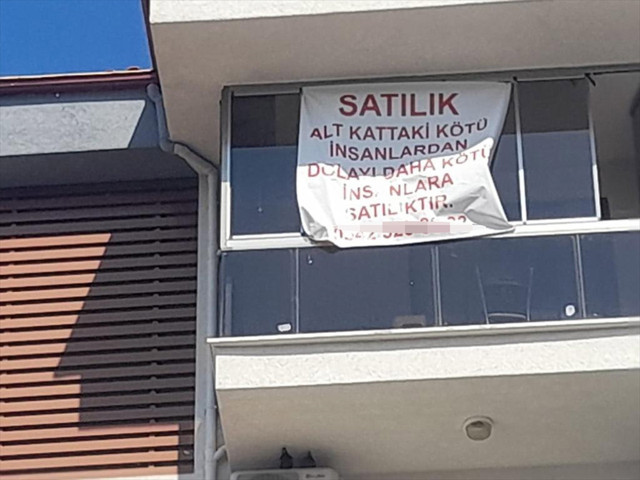 SATILIK
ALT KATTAKİ KÖTÜ
İNSANLARDAN
DOLAYI DAHA KÖTÜ
İNSANLARA
SATILIKTIR.